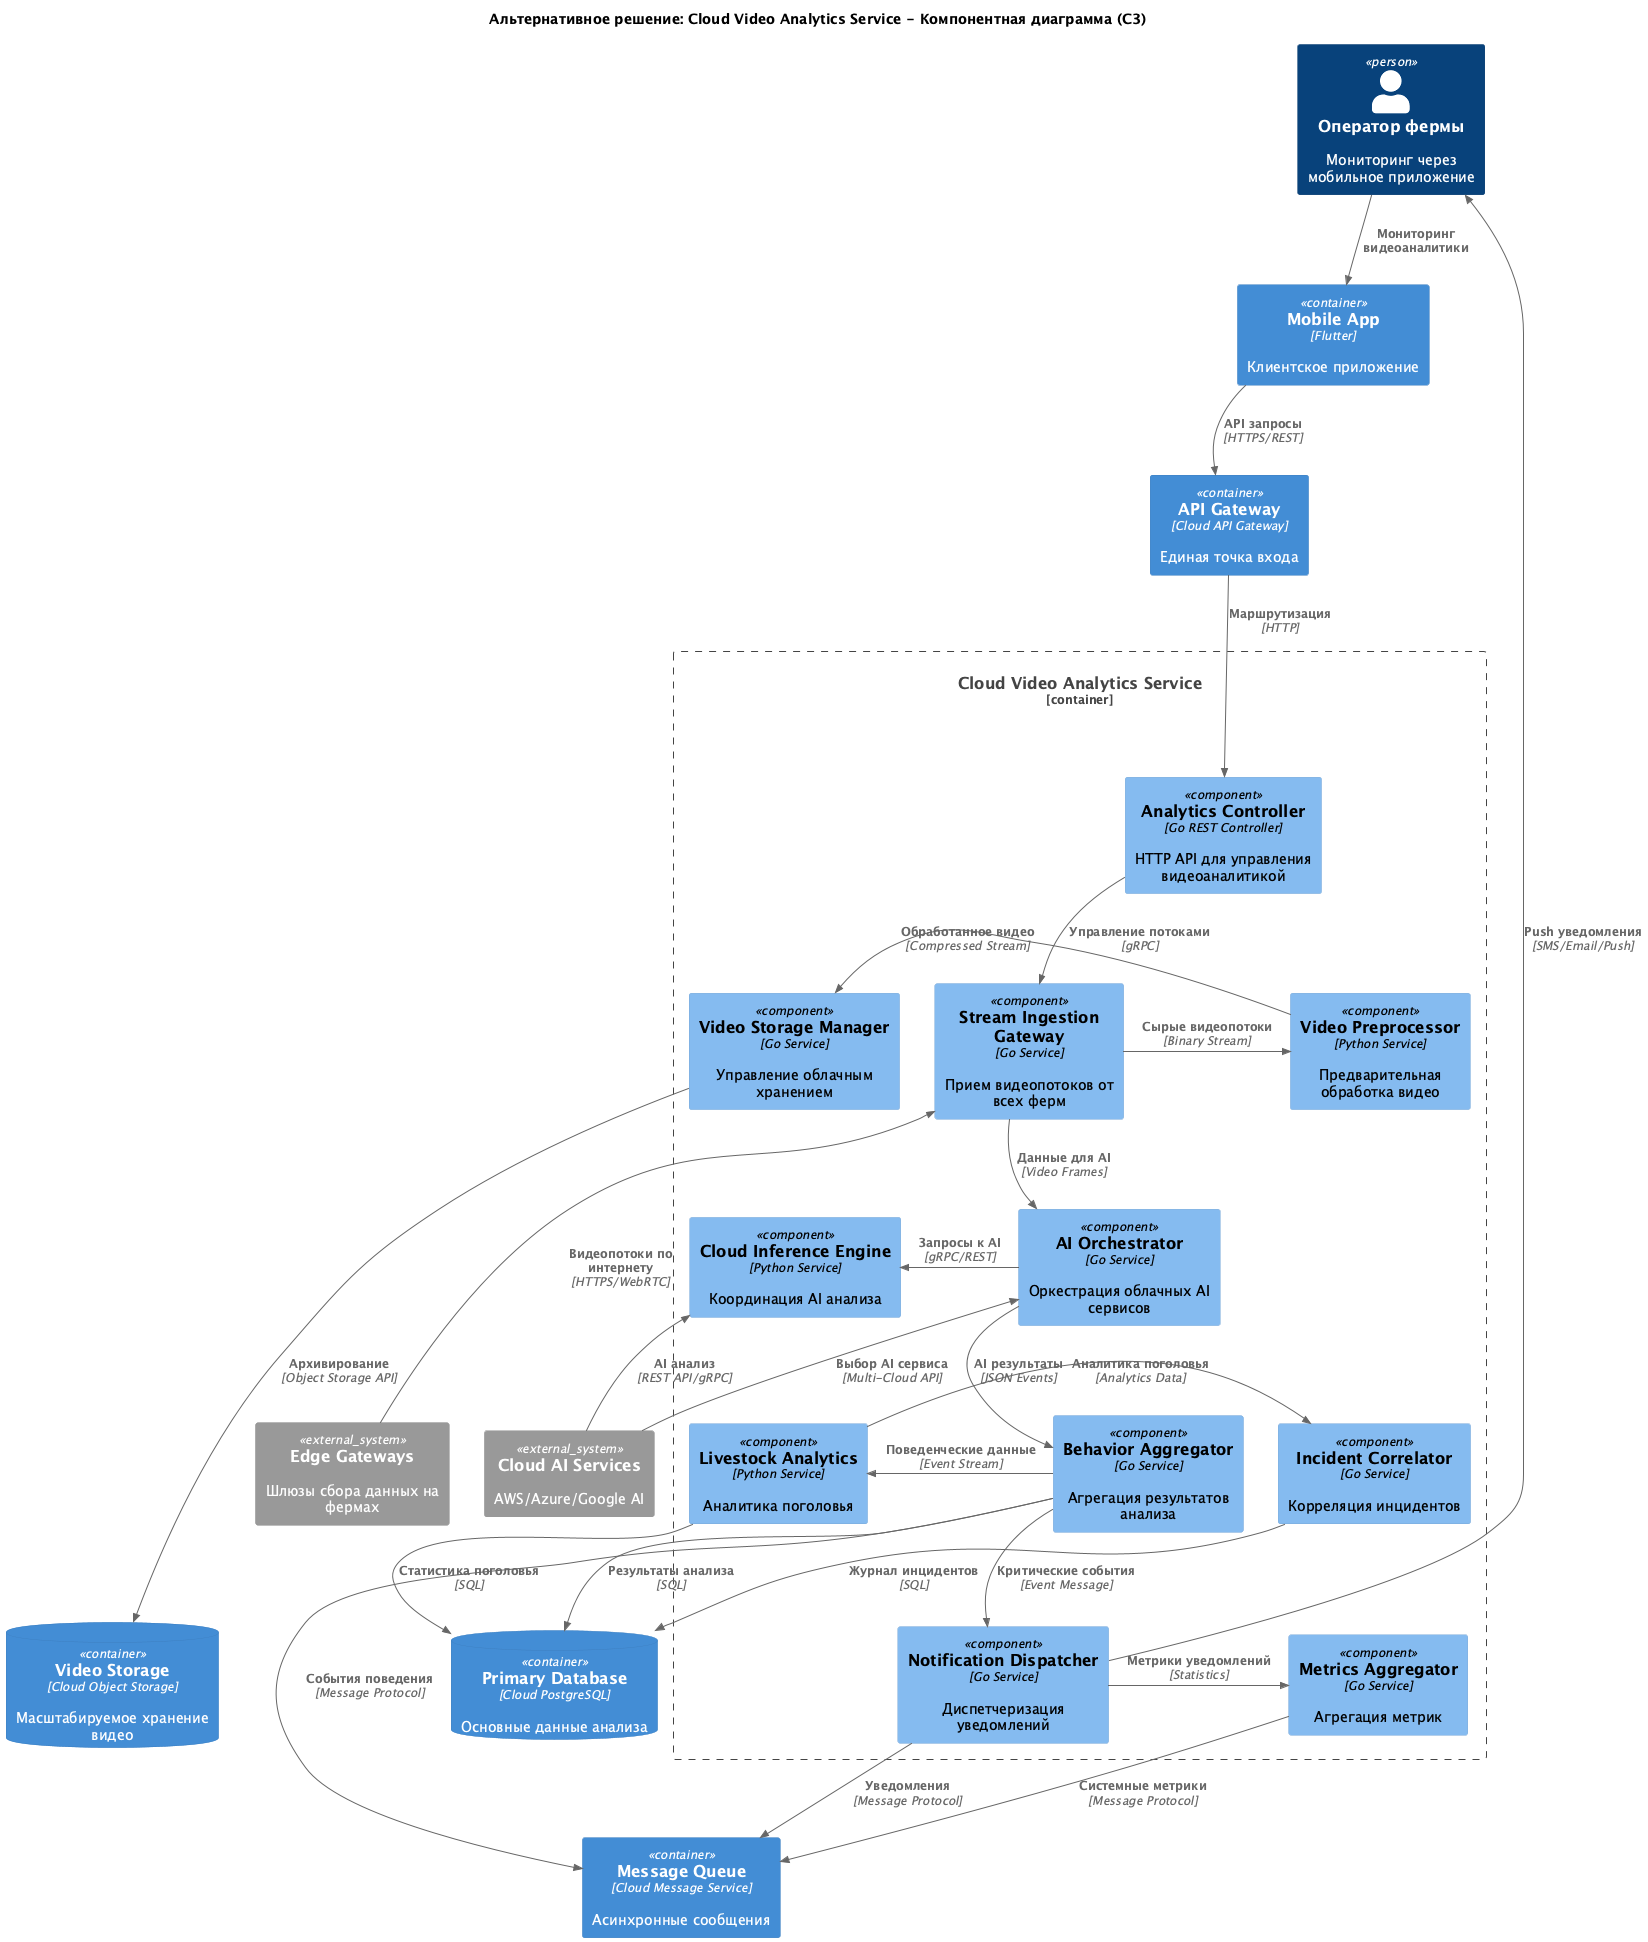 Альтернативное решение: Cloud Video Analytics Service – Компонентная диаграмма (C3)
«person»
Оператор фермы
Мониторинг через
мобильное приложение
Мониторинг
видеоаналитики
«container»
Mobile App
[Flutter]
Клиентское приложение
API запросы
[HTTPS/REST]
«container»
API Gateway
[Cloud API Gateway]
Единая точка входа
Маршрутизация
[HTTP]
Cloud Video Analytics Service
[container]
«component»
Analytics Controller
[Go REST Controller]
HTTP API для управления
видеоаналитикой
Обработанное видео
[Compressed Stream]
Управление потоками
[gRPC]
Push уведомления
[SMS/Email/Push]
«component»
Video Storage Manager
[Go Service]
Управление облачным
хранением
«component»
Stream Ingestion
Gateway
[Go Service]
Прием видеопотоков от
всех ферм
Сырые видеопотоки
[Binary Stream]
«component»
Video Preprocessor
[Python Service]
Предварительная
обработка видео
Данные для AI
[Video Frames]
Видеопотоки по
интернету
[HTTPS/WebRTC]
«component»
Cloud Inference Engine
[Python Service]
Координация AI анализа
Запросы к AI
[gRPC/REST]
«component»
AI Orchestrator
[Go Service]
Оркестрация облачных AI
сервисов
Архивирование
[Object Storage API]
AI анализ
[REST API/gRPC]
Выбор AI сервиса
[Multi-Cloud API]
AI результаты
[JSON Events]
Аналитика поголовья
[Analytics Data]
«external_system»
Edge Gateways
Шлюзы сбора данных на
фермах
«external_system»
Cloud AI Services
AWS/Azure/Google AI
«component»
Livestock Analytics
[Python Service]
Аналитика поголовья
Поведенческие данные
[Event Stream]
«component»
Behavior Aggregator
[Go Service]
Агрегация результатов
анализа
«component»
Incident Correlator
[Go Service]
Корреляция инцидентов
Статистика поголовья
[SQL]
Результаты анализа
[SQL]
Журнал инцидентов
[SQL]
Критические события
[Event Message]
«container»
Video Storage
[Cloud Object Storage]
Масштабируемое хранение
видео
События поведения
[Message Protocol]
«container»
Primary Database
[Cloud PostgreSQL]
Основные данные анализа
«component»
Notification Dispatcher
[Go Service]
Диспетчеризация
уведомлений
Метрики уведомлений
[Statistics]
«component»
Metrics Aggregator
[Go Service]
Агрегация метрик
Уведомления
[Message Protocol]
Системные метрики
[Message Protocol]
«container»
Message Queue
[Cloud Message Service]
Асинхронные сообщения